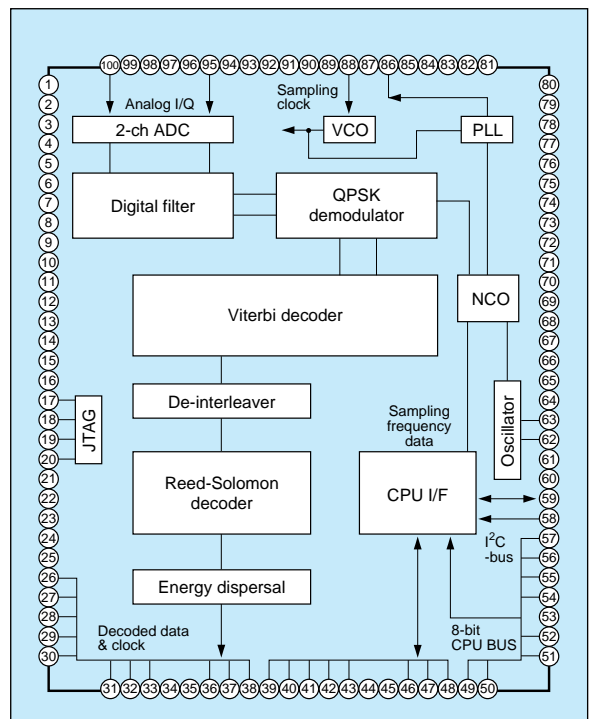 100 99 98 97 96 95 94 93 92 91 90 89 88 87 86 85 84 83 82 81
1
2
3
4
5
6
7
8
9
10
11
12
13
14
15
16
17
18
19
20
21
22
23
24
25
26
27
28
29
30
Analog I/Q
2-ch ADC
Sampling
clock
VCO
PLL
Digital filter
QPSK
demodulator
Viterbi decoder
NCO
De-interleaver
JTAG
Sampling
frequency
data
Oscillator
Reed-Solomon
decoder
CPU I/F
I²C
-bus
Energy dispersal
Decoded data
& clock
8-bit
CPU BUS
80
79
78
77
76
75
74
73
72
71
70
69
68
67
66
65
64
63
62
61
60
59
58
57
56
55
54
53
52
51
31 32 33 34 35 36 37 38 39 40 41 42 43 44 45 46 47 48 49 50